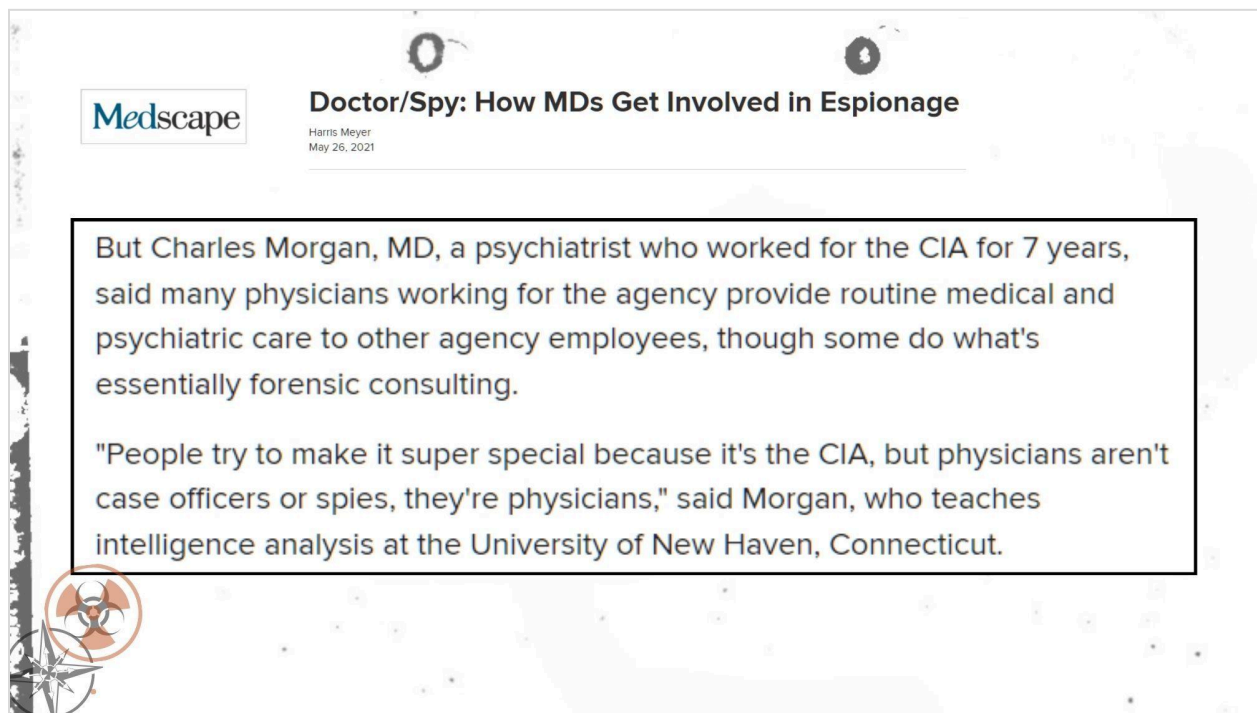 Medscape
Doctor/Spy: How MDs Get Involved in Espionage
Harris Meyer
May 26, 2021
But Charles Morgan, MD, a psychiatrist who worked for the CIA for 7 years,
said many physicians working for the agency provide routine medical and
psychiatric care to other agency employees, though some do what's
essentially forensic consulting.
"People try to make it super special because it's the CIA, but physicians aren't
case officers or spies, they're physicians," said Morgan, who teaches
intelligence analysis at the University of New Haven, Connecticut.